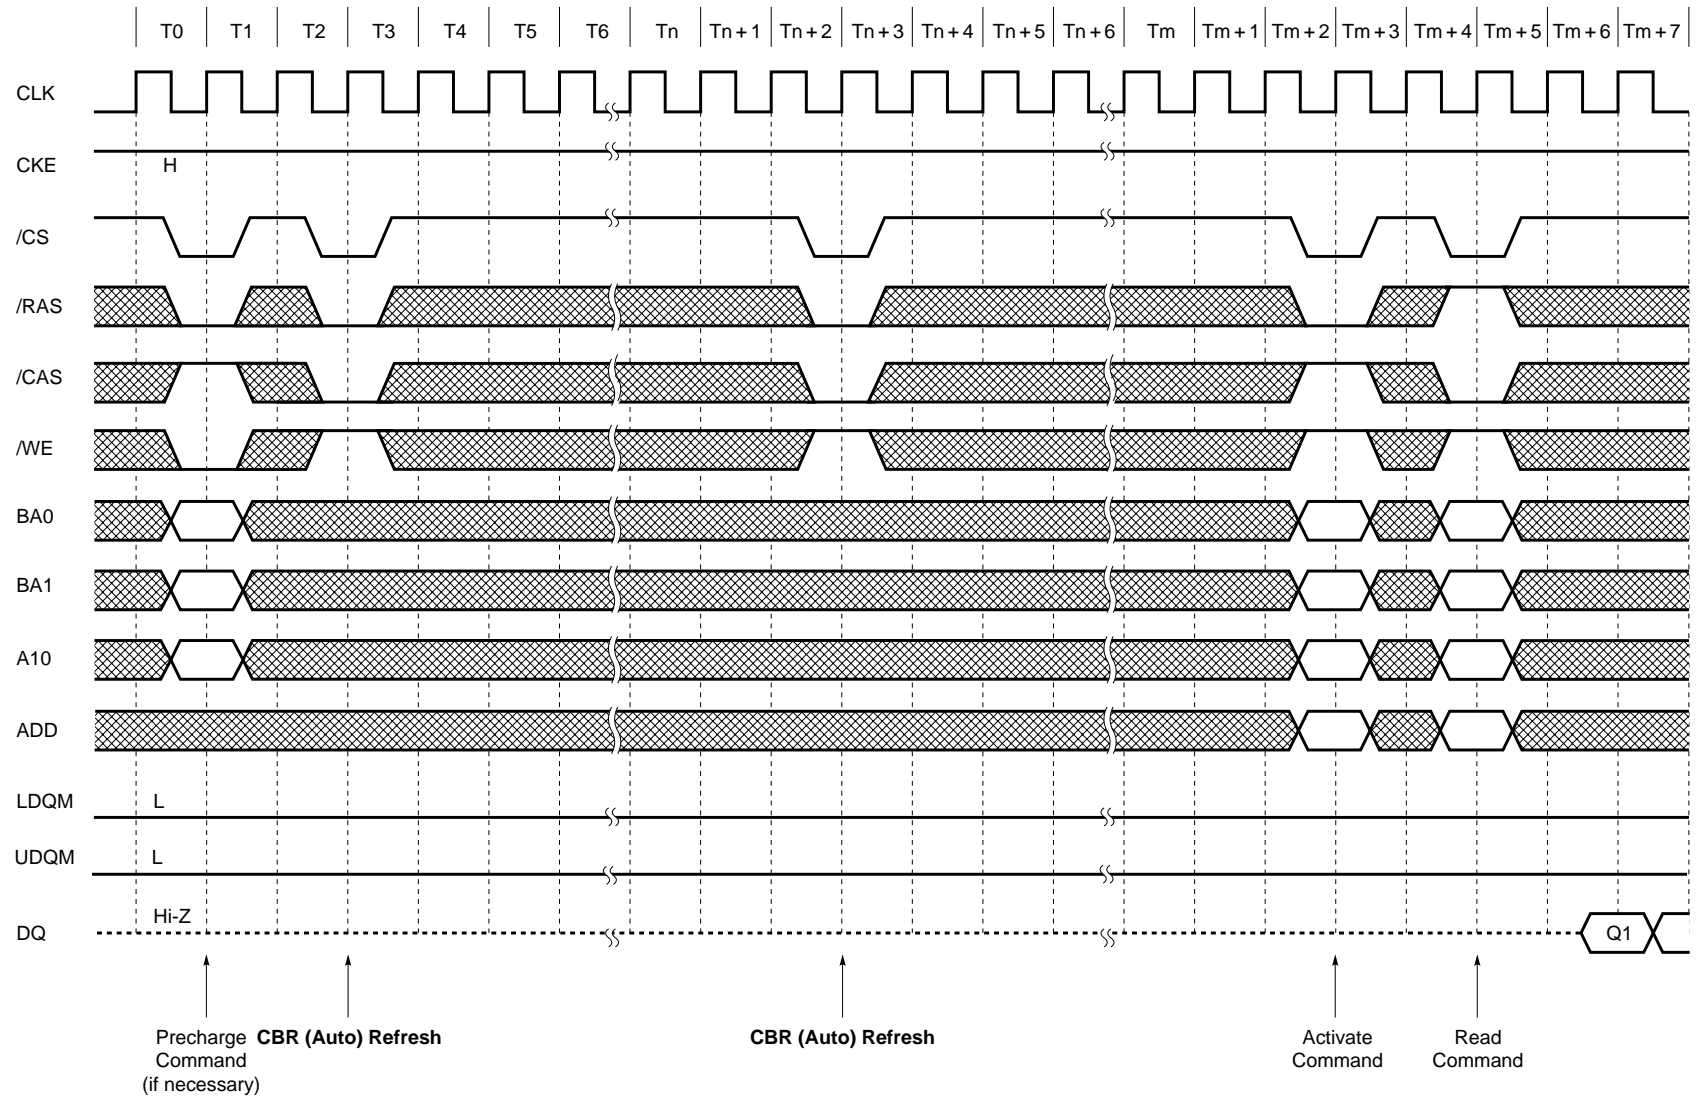 T0 T1 T2 T3 T4 T5 T6 Tn Tn + 1 Tn + 2 Tn + 3 Tn + 4 Tn + 5 Tn + 6 Tm Tm + 1 Tm + 2 Tm + 3 Tm + 4 Tm + 5 Tm + 6 Tm + 7
CLK
CKE H
/CS
/RAS
/CAS
/WE
BA0
BA1
A10
ADD
LDQM L
UDQM L
Hi-Z
DQ Q1
Precharge
Command
(if necessary)
CBR (Auto) Refresh
CBR (Auto) Refresh
Activate
Command
Read
Command